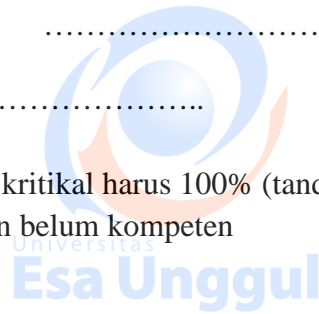 ………………………
…………………..
kritikal harus 100% (tand
n belum kompeten
Universitas
Esa Unggul